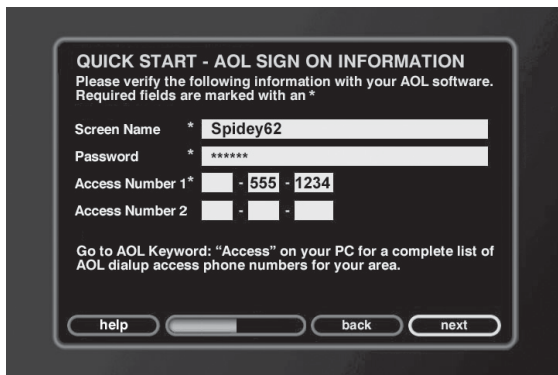 QUICK START - AOL SIGN ON INFORMATION
Please verify the following information with your AOL software.
Required fields are marked with an *
Screen Name * Spidey62
Password * ******
Access Number 1* - 555 - 1234
Access Number 2 - -
Go to AOL Keyword: “Access” on your PC for a complete list of
AOL dialup access phone numbers for your area.
help back next